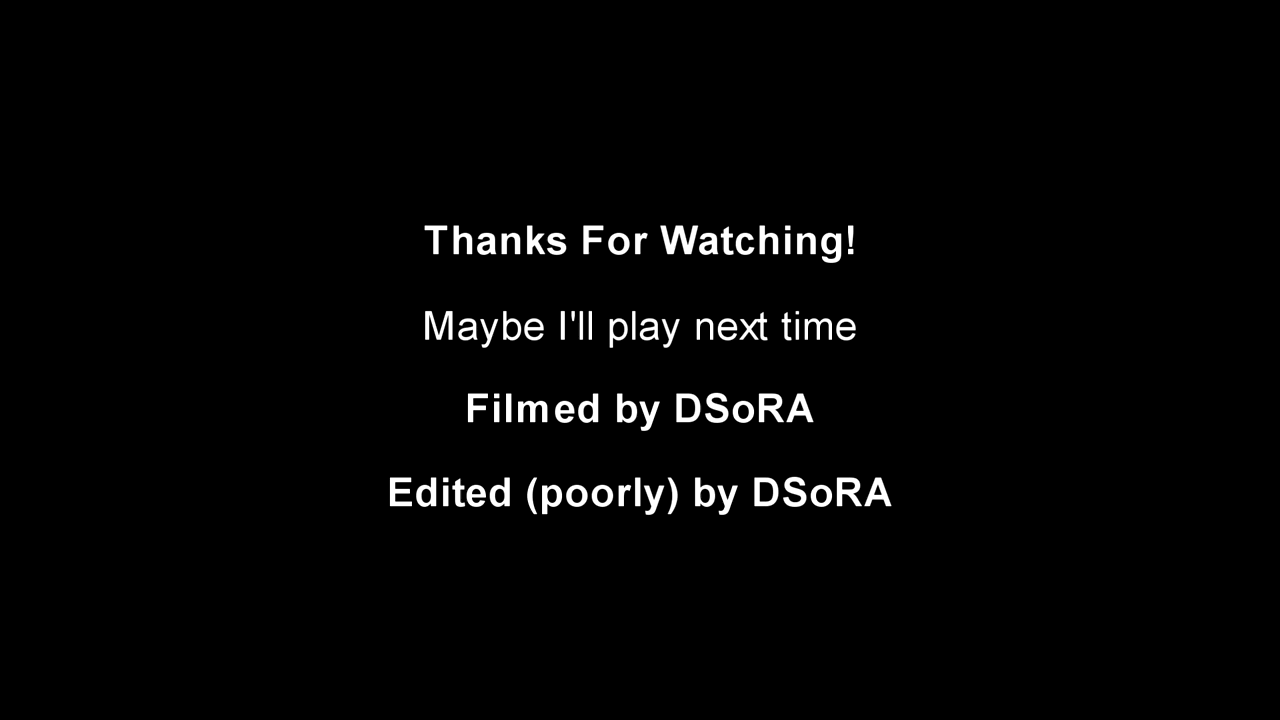 Thanks For Watching!
Maybe I'll play next time
Filmed by DSoRA
Edited (poorly) by DSoRA